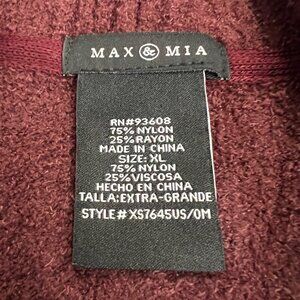 MAX & MIA
RN#93608
75% NYLON
25% RAYON
MADE IN CHINA
SIZE: XL
75% NYLON
25% VISCOSA
HECHO EN CHINA
TALLA: EXTRA-GRANDE
STYLE# XS7645US/0M